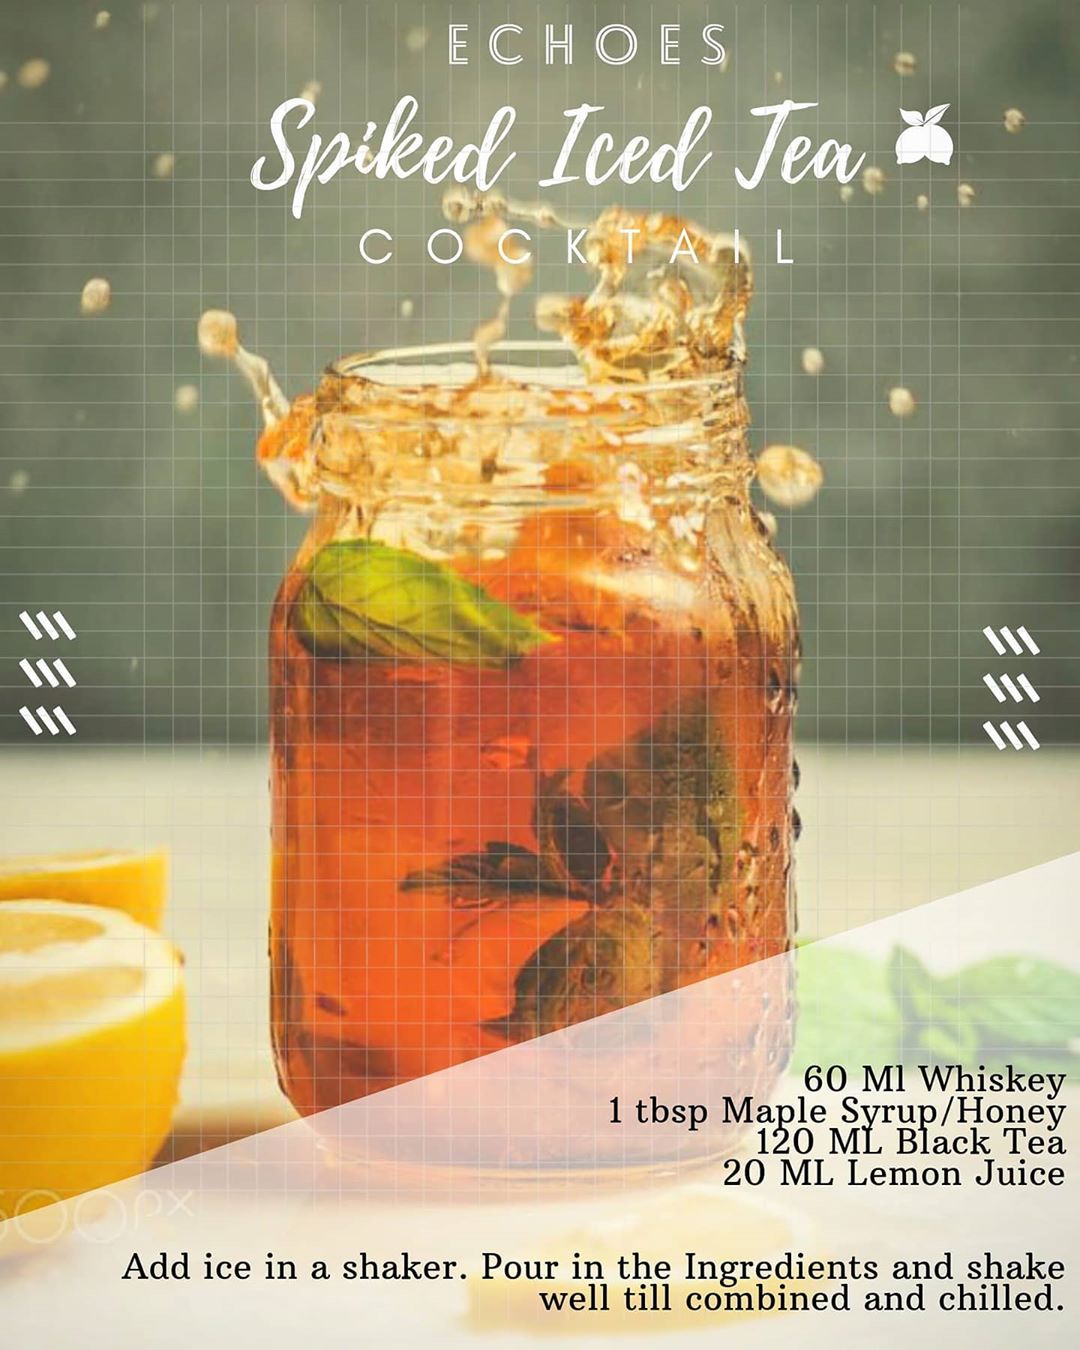 ECHOES
Spiked Iced Tea
COCKTAIL
60 Ml Whiskey
1 tbsp Maple Syrup/Honey
120 ML Black Tea
20 ML Lemon Juice
500px
Add ice in a shaker. Pour in the Ingredients and shake
well till combined and chilled.